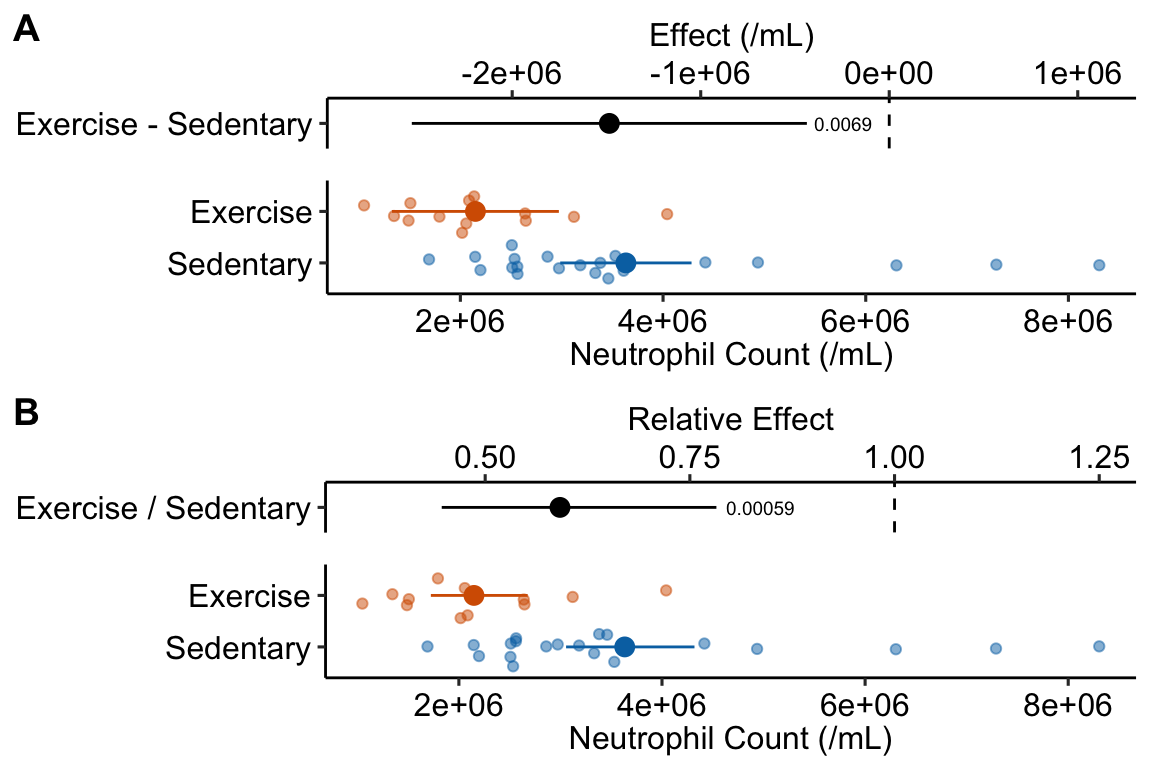 A
Effect (/mL)
-2e+06 -1e+06 0e+00 1e+06
Exercise - Sedentary 0.0069
Exercise
Sedentary
2e+06 4e+06 6e+06 8e+06
Neutrophil Count (/mL)
B
Relative Effect
0.50 0.75 1.00 1.25
Exercise / Sedentary 0.00059
Exercise
Sedentary
2e+06 4e+06 6e+06 8e+06
Neutrophil Count (/mL)